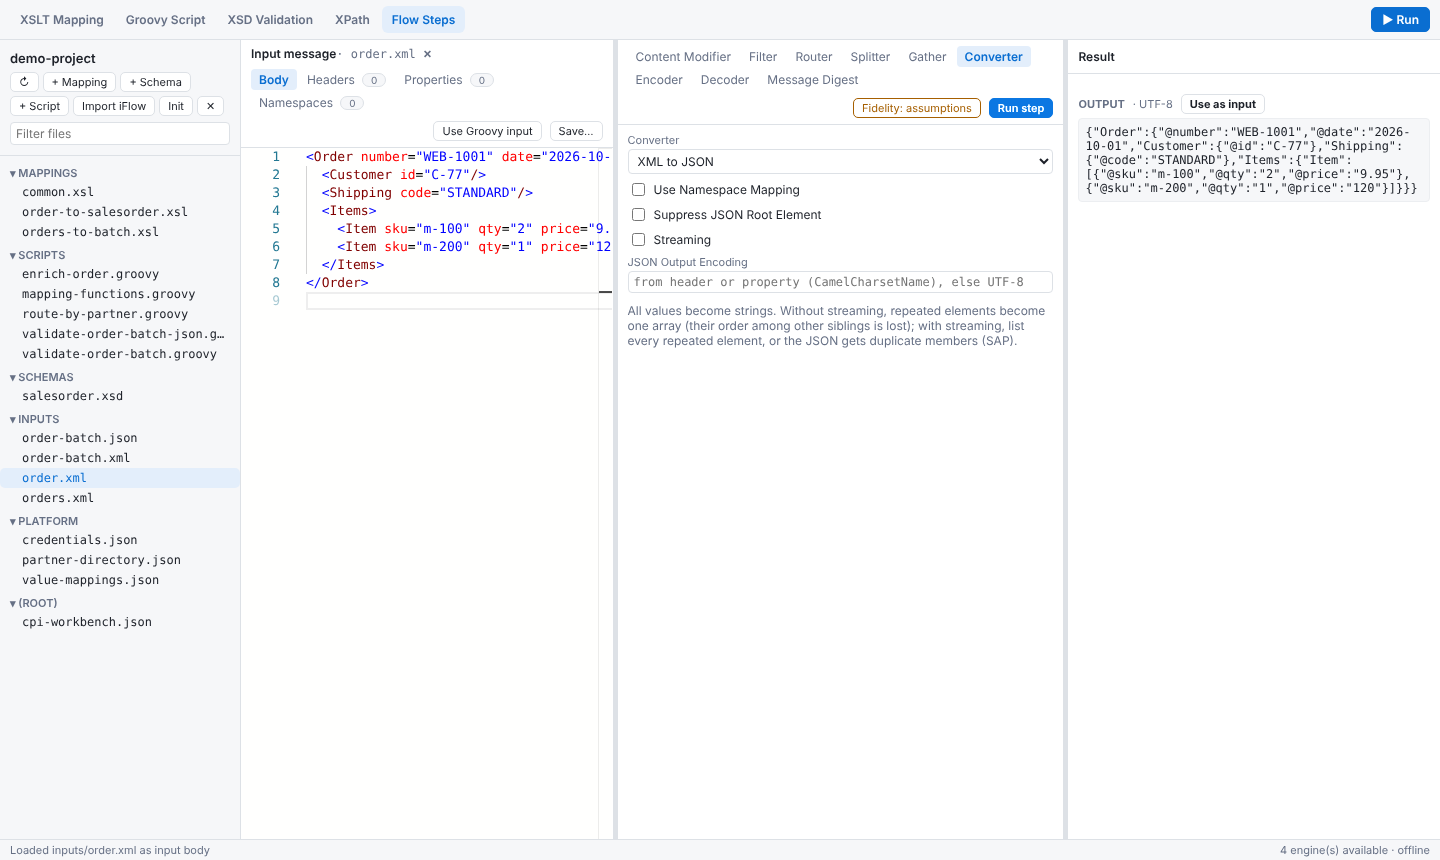 XSLT Mapping Groovy Script XSD Validation XPath Flow Steps ▶ Run
demo-project
↻ + Mapping + Schema
+ Script Import iFlow Init ✕
Filter files
▾ MAPPINGS
common.xsl
order-to-salesorder.xsl
orders-to-batch.xsl
▾ SCRIPTS
enrich-order.groovy
mapping-functions.groovy
route-by-partner.groovy
validate-order-batch-json.g…
validate-order-batch.groovy
▾ SCHEMAS
salesorder.xsd
▾ INPUTS
order-batch.json
order-batch.xml
order.xml
orders.xml
▾ PLATFORM
credentials.json
partner-directory.json
value-mappings.json
▾ (ROOT)
cpi-workbench.json
Input message · order.xml ✕
Body Headers 0 Properties 0
Namespaces 0
Use Groovy input Save…
1 <Order number="WEB-1001" date="2026-10-
2 <Customer id="C-77"/>
3 <Shipping code="STANDARD"/>
4 <Items>
5 <Item sku="m-100" qty="2" price="9.
6 <Item sku="m-200" qty="1" price="12
7 </Items>
8 </Order>
9
Content Modifier Filter Router Splitter Gather Converter
Encoder Decoder Message Digest
Fidelity: assumptions Run step
Converter
XML to JSON
Use Namespace Mapping
Suppress JSON Root Element
Streaming
JSON Output Encoding
from header or property (CamelCharsetName), else UTF-8
All values become strings. Without streaming, repeated elements become
one array (their order among other siblings is lost); with streaming, list
every repeated element, or the JSON gets duplicate members (SAP).
Result
OUTPUT · UTF-8 Use as input
{"Order":{"@number":"WEB-1001","@date":"2026-
10-01","Customer":{"@id":"C-77"},"Shipping":
{"@code":"STANDARD"},"Items":{"Item":
[{"@sku":"m-100","@qty":"2","@price":"9.95"},
{"@sku":"m-200","@qty":"1","@price":"120"}]}}}
Loaded inputs/order.xml as input body
4 engine(s) available · offline